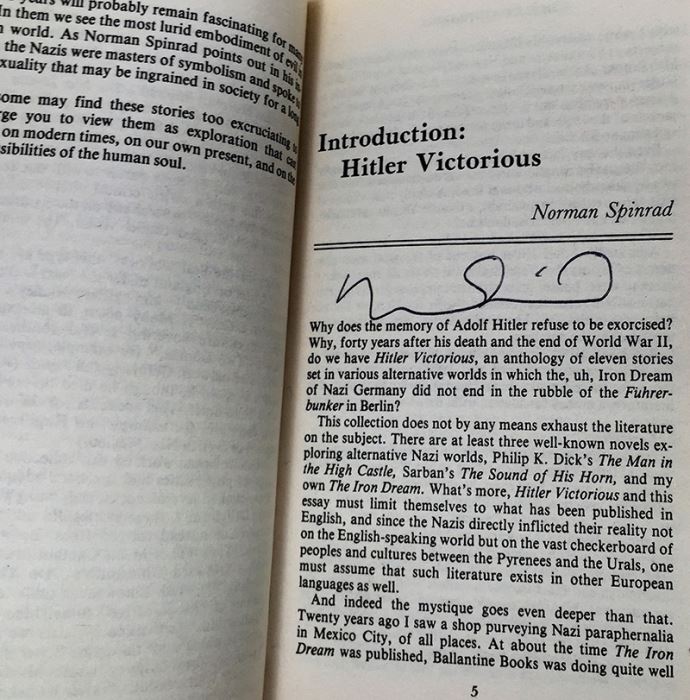 years will probably remain fascinating for many
In them we see the most lurid embodiment of evil in
world. As Norman Spinrad points out in his in
the Nazis were masters of symbolism and spoke to
xuality that may be ingrained in society for a long
ome may find these stories too excruciating to
ge you to view them as exploration that can
on modern times, on our own present, and on the
sibilities of the human soul.
Introduction:
Hitler Victorious
Norman Spinrad
Why does the memory of Adolf Hitler refuse to be exorcised?
Why, forty years after his death and the end of World War II,
do we have Hitler Victorious, an anthology of eleven stories
set in various alternative worlds in which the, uh, Iron Dream
of Nazi Germany did not end in the rubble of the Führer-
bunker in Berlin?
This collection does not by any means exhaust the literature
on the subject. There are at least three well-known novels ex-
ploring alternative Nazi worlds, Philip K. Dick's The Man in
the High Castle, Sarban's The Sound of His Horn, and my
own The Iron Dream. What's more, Hitler Victorious and this
essay must limit themselves to what has been published in
English, and since the Nazis directly inflicted their reality not
on the English-speaking world but on the vast checkerboard of
peoples and cultures between the Pyrenees and the Urals, one
must assume that such literature exists in other European
languages as well.
And indeed the mystique goes even deeper than that.
Twenty years ago I saw a shop purveying Nazi paraphernalia
in Mexico City, of all places. At about the time The Iron
Dream was published, Ballantine Books was doing quite well
5